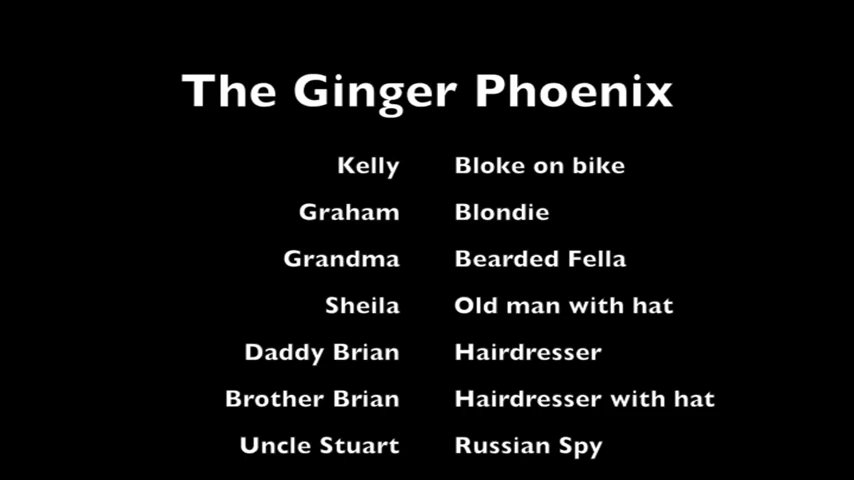 The Ginger Phoenix
Kelly Bloke on bike
Graham Blondie
Grandma Bearded Fella
Sheila Old man with hat
Daddy Brian Hairdresser
Brother Brian Hairdresser with hat
Uncle Stuart Russian Spy